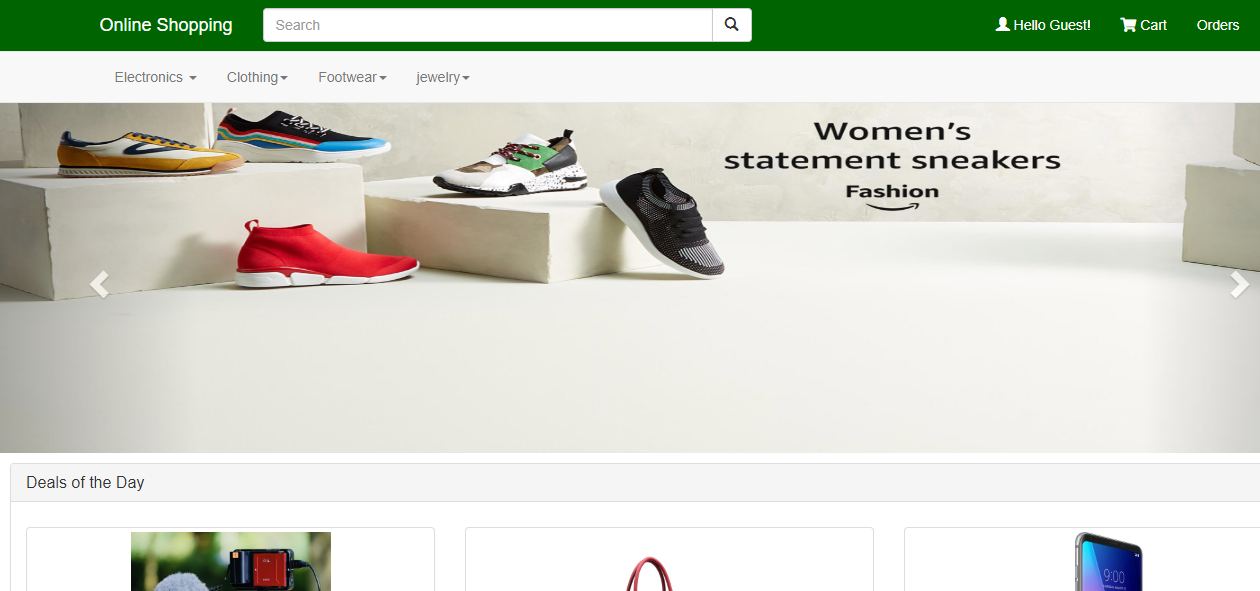 Online Shopping
Search
Hello Guest!
Cart
Orders
Electronics
Clothing
Footwear
jewelry
Women's
statement sneakers
Fashion
Deals of the Day
9:00